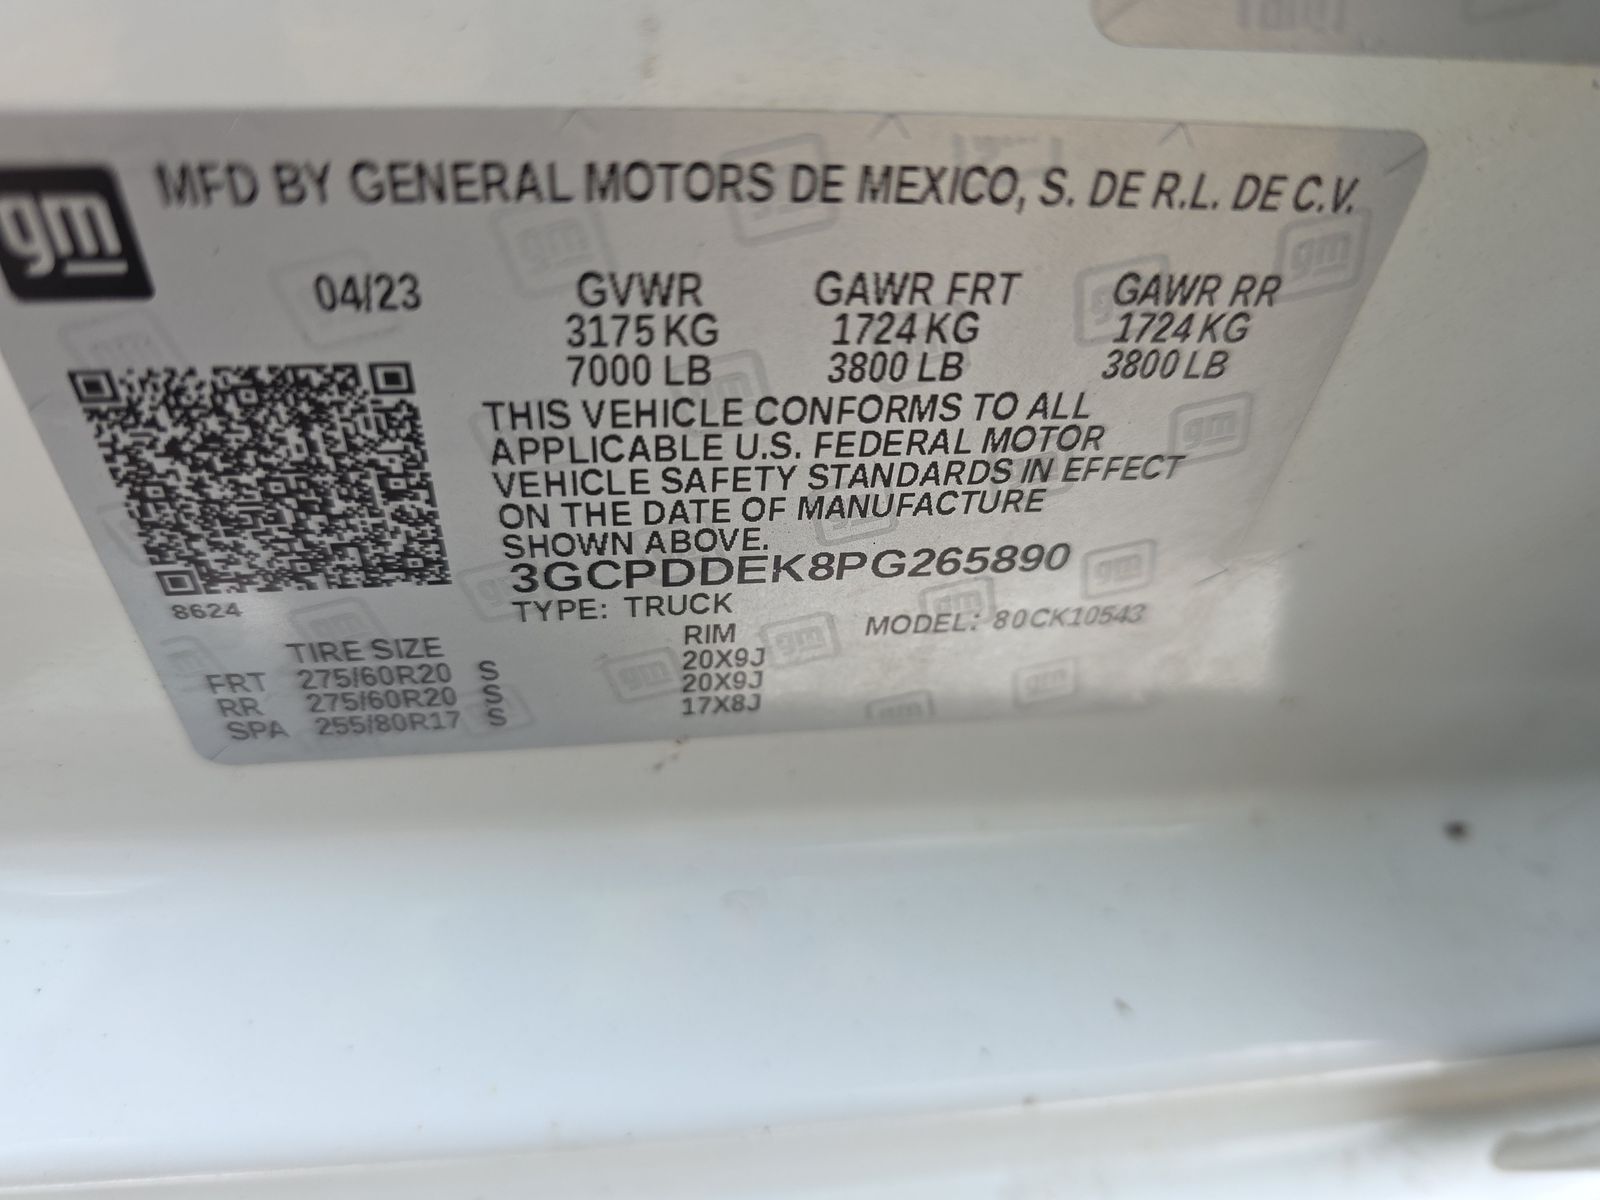 gm
MFD BY GENERAL MOTORS DE MEXICO, S. DE R.L. DE C.V.
04/23 GVWR GAWR FRT GAWR RR
3175 KG 1724 KG 1724 KG
7000 LB 3800 LB 3800 LB
THIS VEHICLE CONFORMS TO ALL
APPLICABLE U.S. FEDERAL MOTOR
VEHICLE SAFETY STANDARDS IN EFFECT
ON THE DATE OF MANUFACTURE
SHOWN ABOVE.
3GCPDDEK8PG265890
8624 TYPE: TRUCK MODEL: 80CK10543
TIRE SIZE RIM
FRT 275/60R20 S 20X9J
RR 275/60R20 S 20X9J
SPA 255/80R17 S 17X8J